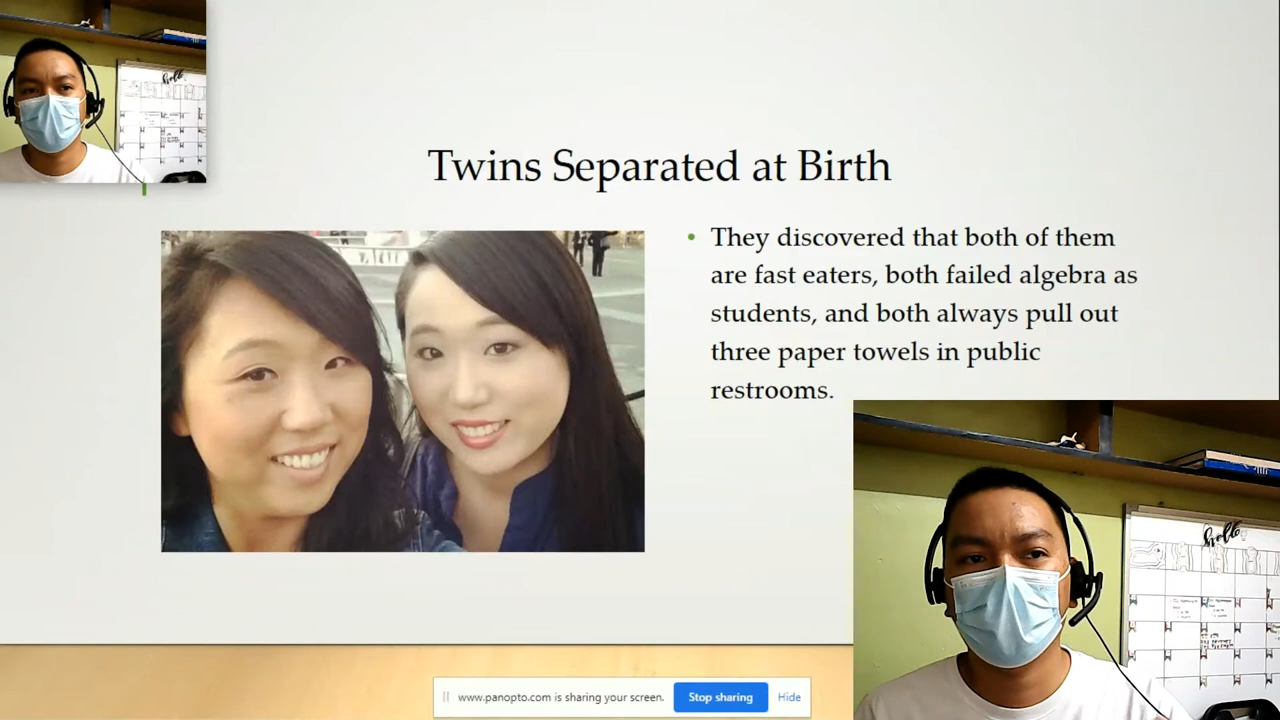 Twins Separated at Birth
• They discovered that both of them
are fast eaters, both failed algebra as
students, and both always pull out
three paper towels in public
restrooms.
hello
www.panopto.com is sharing your screen.
Stop sharing
Hide